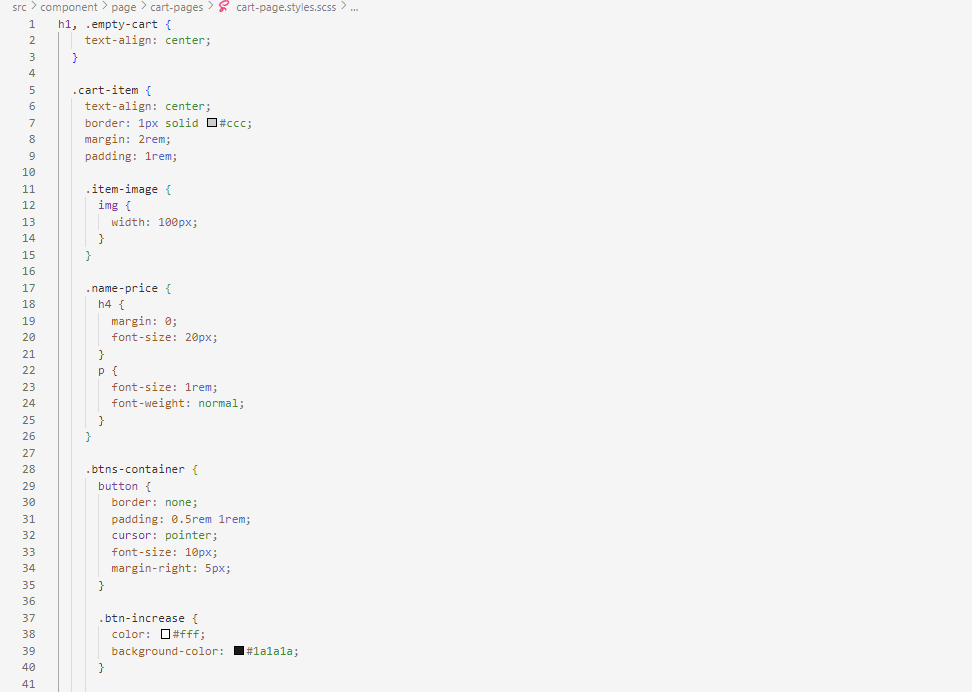 src > component > page > cart-pages > cart-page.styles.scss > ...
1 h1, .empty-cart {
2 text-align: center;
3 }
4
5 .cart-item {
6 text-align: center;
7 border: 1px solid #ccc;
8 margin: 2rem;
9 padding: 1rem;
10
11 .item-image {
12 img {
13 width: 100px;
14 }
15 }
16
17 .name-price {
18 h4 {
19 margin: 0;
20 font-size: 20px;
21 }
22 p {
23 font-size: 1rem;
24 font-weight: normal;
25 }
26 }
27
28 .btns-container {
29 button {
30 border: none;
31 padding: 0.5rem 1rem;
32 cursor: pointer;
33 font-size: 10px;
34 margin-right: 5px;
35 }
36
37 .btn-increase {
38 color: #fff;
39 background-color: #1a1a1a;
40 }
41